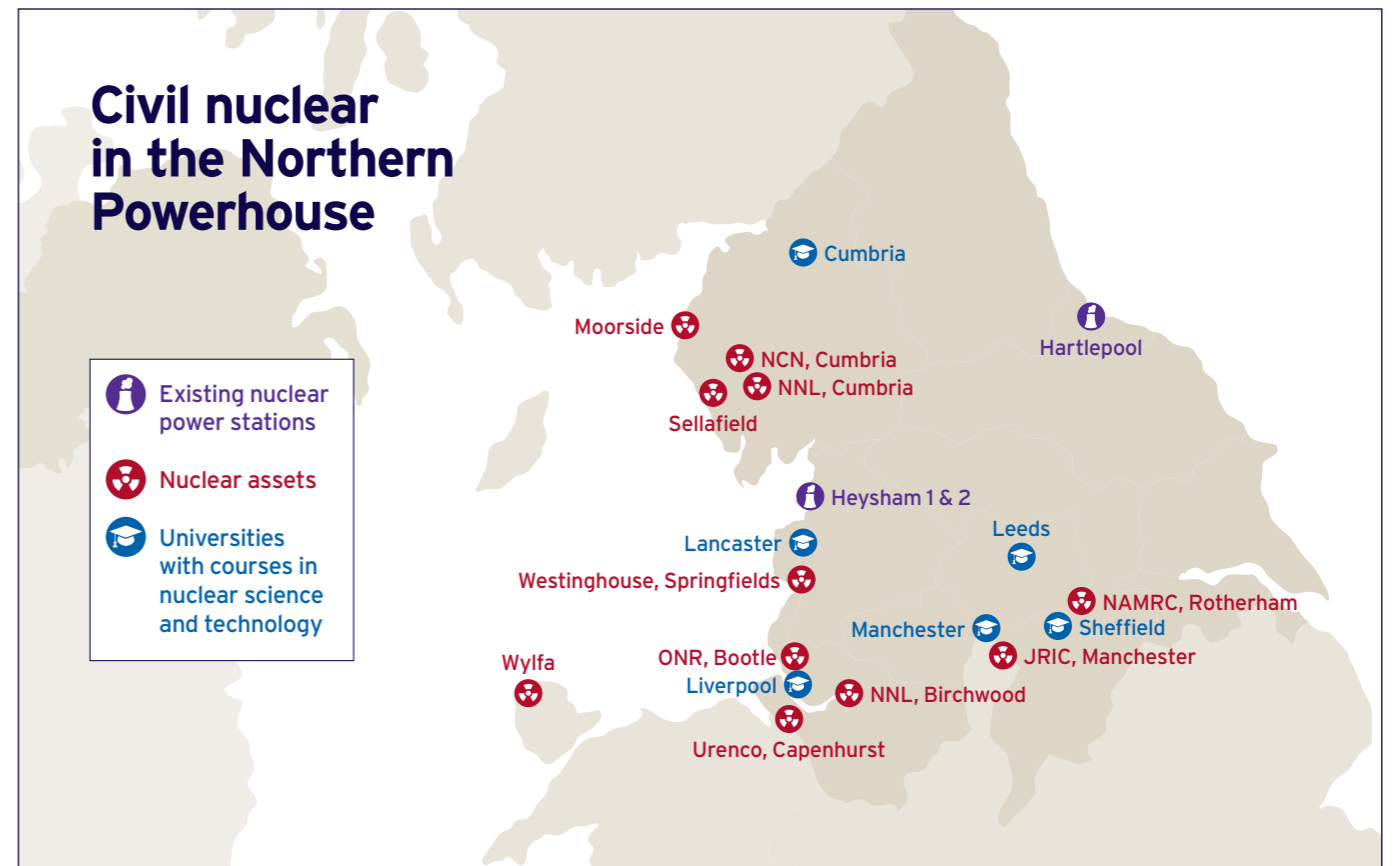 Civil nuclear
in the Northern
Powerhouse
Existing nuclear
power stations
Nuclear assets
Universities
with courses in
nuclear science
and technology
Cumbria
Moorside
Hartlepool
NCN, Cumbria
NNL, Cumbria
Sellafield
Heysham 1 & 2
Leeds
Lancaster
Westinghouse, Springfields
NAMRC, Rotherham
Manchester
Sheffield
JRIC, Manchester
ONR, Bootle
Wylfa
Liverpool
NNL, Birchwood
Urenco, Capenhurst